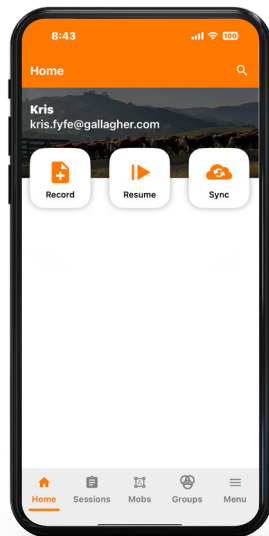 8:43
100
Home
Kris
kris.fyfe@gallagher.com
Record
Resume
Sync
Home
Sessions
Mobs
Groups
Menu